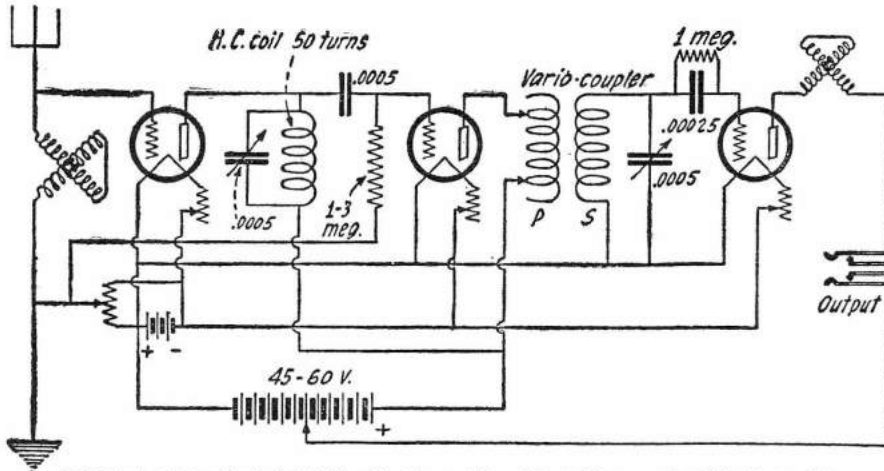 H.C. coil 50 turns
.0005
Vario-coupler
1 meg.
.00025
.0005
.0005
1-3
meg.
P S
Output
+ -
45-60 V.
+